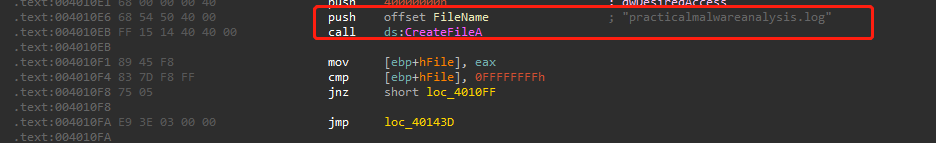 .text:004010E1 68 00 00 00 40 push 40000000h ; dwDesiredAccess
.text:004010E6 68 54 50 40 00 push offset FileName ; "practicalmalwareanalysis.log"
.text:004010EB FF 15 14 40 40 00 call ds:CreateFileA
.text:004010EB
.text:004010F1 89 45 F8 mov [ebp+hFile], eax
.text:004010F4 83 7D F8 FF cmp [ebp+hFile], 0FFFFFFFFh
.text:004010F8 75 05 jnz short loc_4010FF
.text:004010F8
.text:004010FA E9 3E 03 00 00 jmp loc_40143D
.text:004010FA